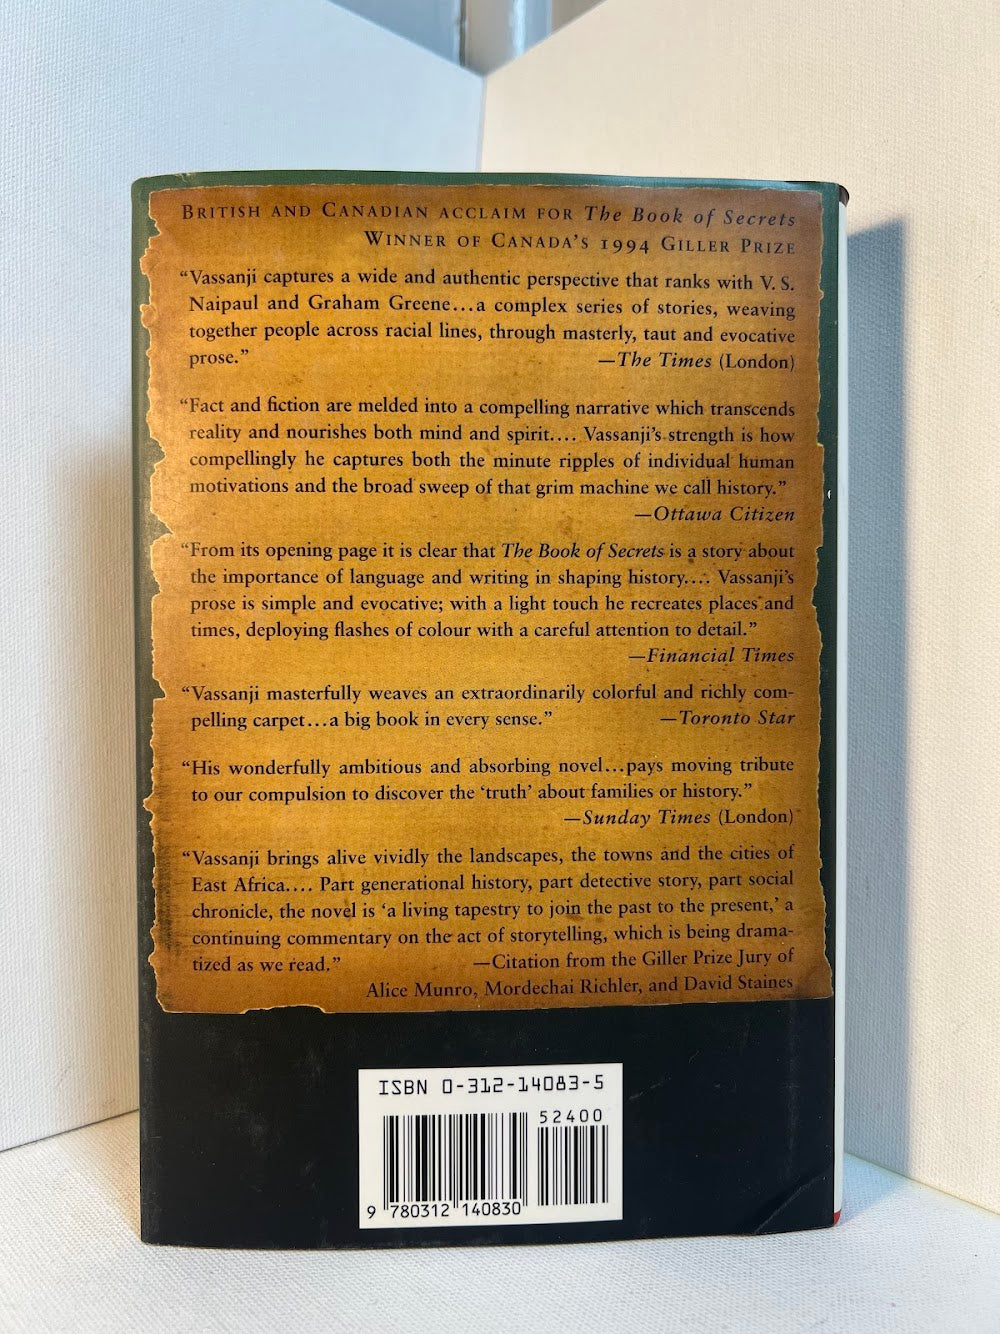 BRITISH AND CANADIAN ACCLAIM FOR The Book of Secrets
WINNER OF CANADA'S 1994 GILLER PRIZE
“Vassanji captures a wide and authentic perspective that ranks with V. S.
Naipaul and Graham Greene...a complex series of stories, weaving
together people across racial lines, through masterly, taut and evocative
prose.” —The Times (London)
“Fact and fiction are melded into a compelling narrative which transcends
reality and nourishes both mind and spirit.... Vassanji's strength is how
compellingly he captures both the minute ripples of individual human
motivations and the broad sweep of that grim machine we call history.”
—Ottawa Citizen
“From its opening page it is clear that The Book of Secrets is a story about
the importance of language and writing in shaping history.... Vassanji's
prose is simple and evocative; with a light touch he recreates places and
times, deploying flashes of colour with a careful attention to detail.”
—Financial Times
“Vassanji masterfully weaves an extraordinarily colorful and richly com-
pelling carpet...a big book in every sense.” —Toronto Star
“His wonderfully ambitious and absorbing novel...pays moving tribute
to our compulsion to discover the ‘truth’ about families or history.”
—Sunday Times (London)
“Vassanji brings alive vividly the landscapes, the towns and the cities of
East Africa.... Part generational history, part detective story, part social
chronicle, the novel is ‘a living tapestry to join the past to the present,’ a
continuing commentary on the act of storytelling, which is being drama-
tized as we read.” —Citation from the Giller Prize Jury of
Alice Munro, Mordechai Richler, and David Staines
ISBN 0-312-14083-5
52400
9 780312 140830